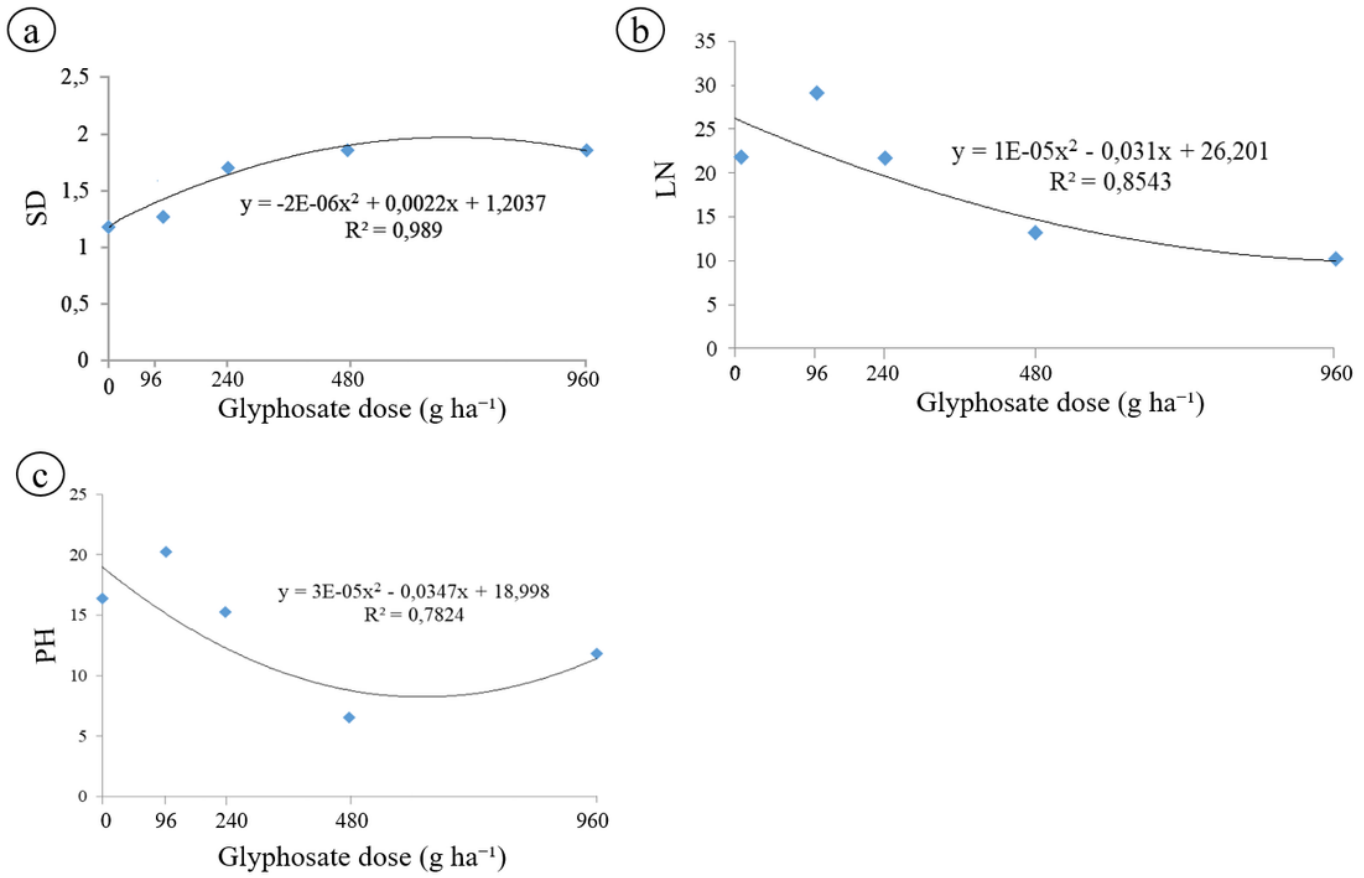 a
SD
2,5
2
1,5
1
0,5
0
y = -2E-06x² + 0,0022x + 1,2037
R² = 0,989
0 96 240 480 960
Glyphosate dose (g ha⁻¹)
b
LN
35
30
25
20
15
10
5
0
y = 1E-05x² - 0,031x + 26,201
R² = 0,8543
0 96 240 480 960
Glyphosate dose (g ha⁻¹)
c
PH
25
20
15
10
5
0
y = 3E-05x² - 0,0347x + 18,998
R² = 0,7824
0 96 240 480 960
Glyphosate dose (g ha⁻¹)